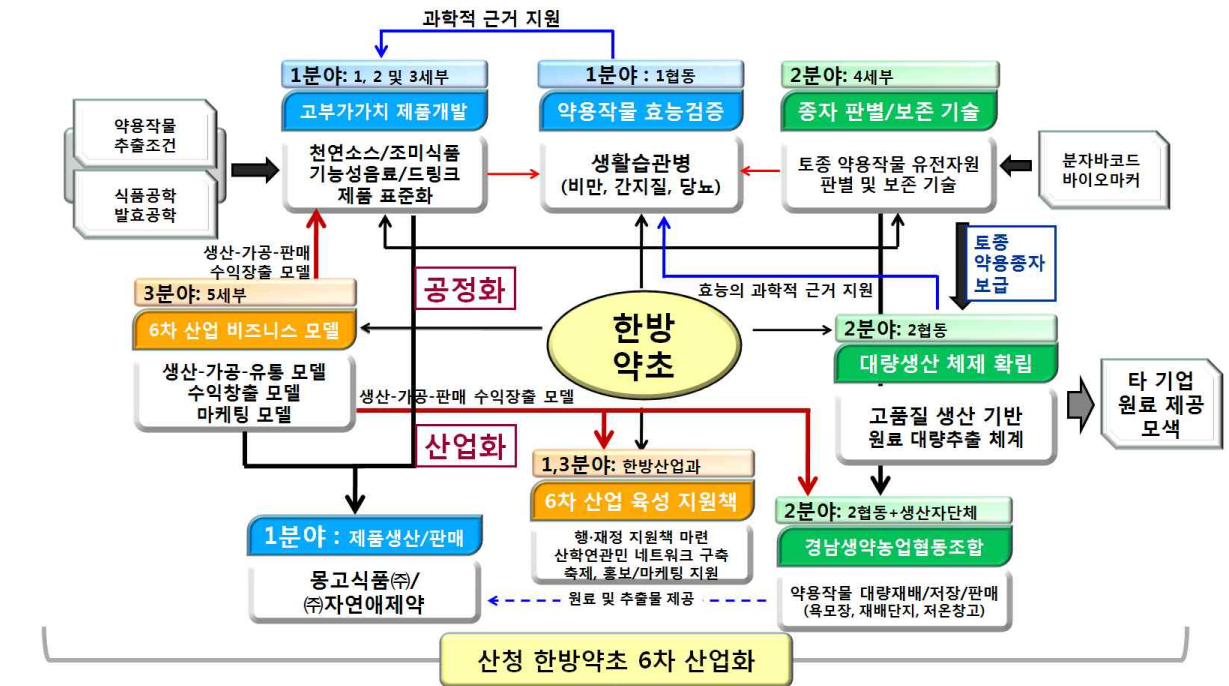 과학적 근거 지원
1분야: 1, 2 및 3세부
고부가가치 제품개발
천연소스/조미식품
기능성음료/드링크
제품 표준화
1분야 : 1협동
약용작물 효능검증
생활습관병
(비만, 간지질, 당뇨)
2분야: 4세부
종자 판별/보존 기술
토종 약용작물 유전자원
판별 및 보존 기술
약용작물
추출조건
식품공학
발효공학
분자바코드
바이오마커
생산-가공-판매
수익장출 모델
3분야: 5세부
6차 산업 비즈니스 모델
생산-가공-유통 모델
수익창출 모델
마케팅 모델
공정화
효능의 과학적 근거 지원
토종
약용종자
보급
한방
약초
2분야: 2협동
대량생산 체제 확립
고품질 생산 기반
원료 대량추출 체계
타 기업
원료 제공
모색
생산-가공-판매 수익장출 모델
산업화
1,3분야: 한방산업과
6차 산업 육성 지원책
행·재정 지원책 마련
산학연관민 네트워크 구축
축제, 홍보/마케팅 지원
2분야: 2협동+생산자단체
경남생약농업협동조합
약용작물 대량재배/저장/판매
(욕모장, 재배단지, 저온창고)
1분야 : 제품생산/판매
몽고식품㈜/
㈜자연애제약
원료 및 추출물 제공
산청 한방약초 6차 산업화